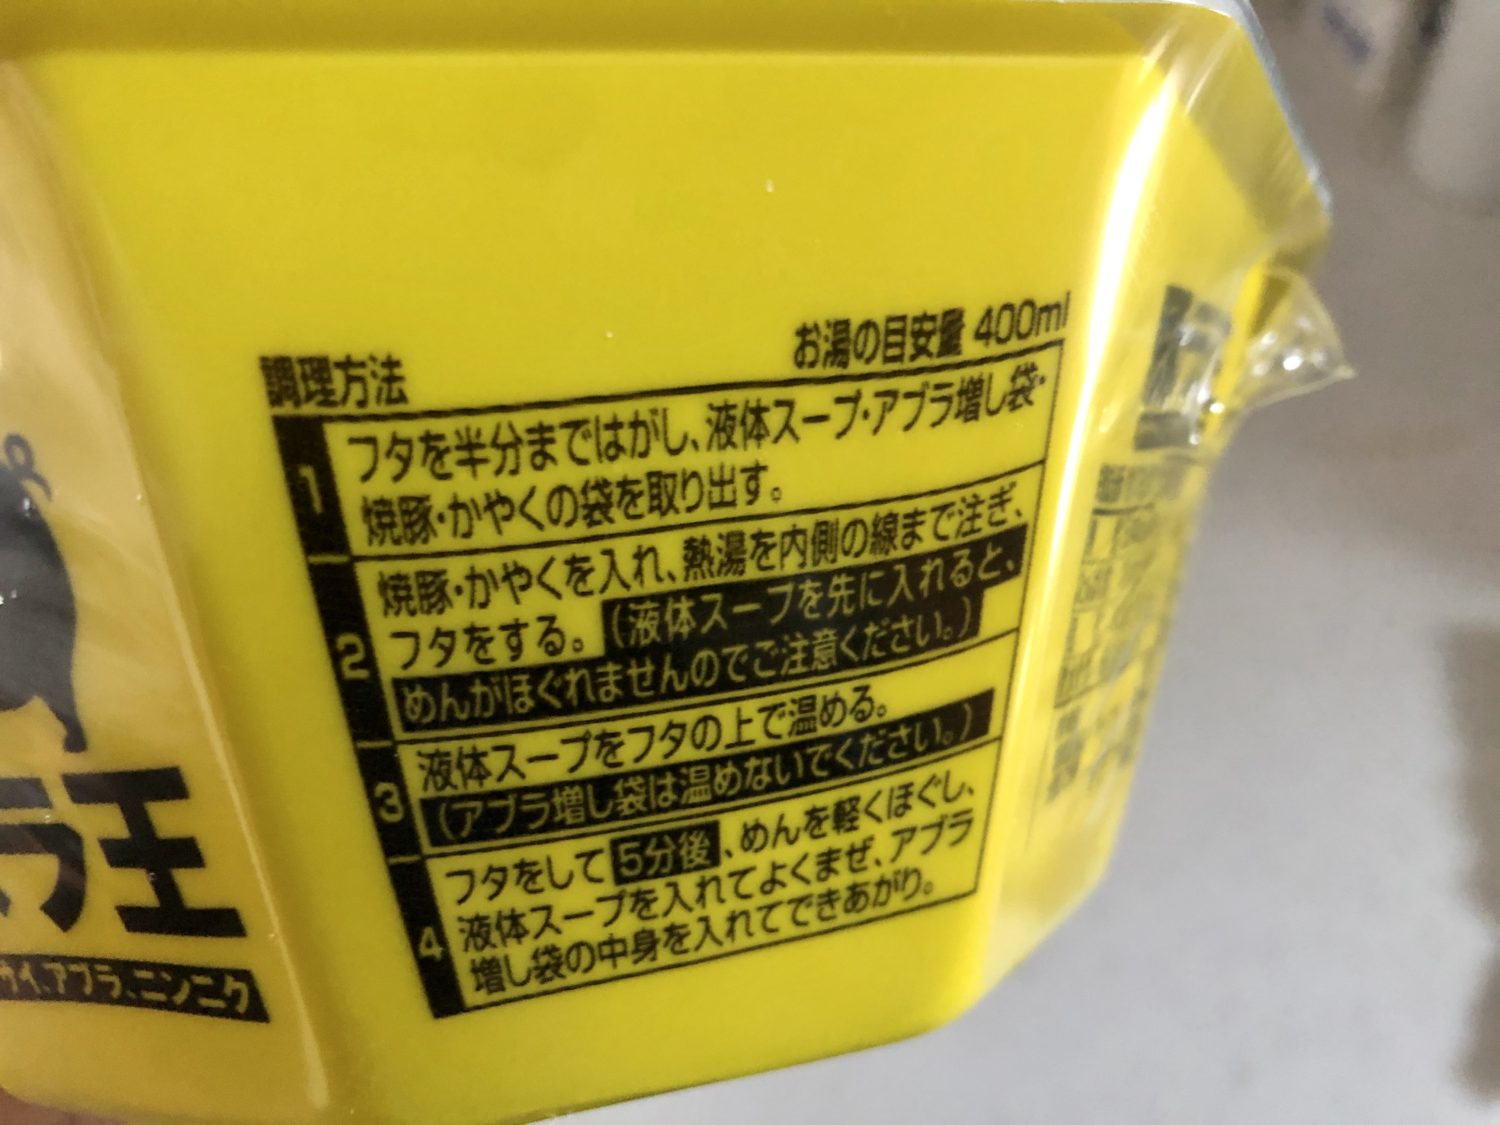 調理方法
お湯の目安量 400ml
1
フタを半分まではがし、液体スープ・アブラ増し袋・
焼豚・かやくの袋を取り出す。
2
焼豚・かやくを入れ、熱湯を内側の線まで注ぎ、
フタをする。(液体スープを先に入れると、
めんがほぐれませんのでご注意ください。)
3
液体スープをフタの上で温める。
(アブラ増し袋は温めないでください。)
4
フタをして5分後、めんを軽くほぐし、
液体スープを入れてよくまぜ、アブラ
増し袋の中身を入れてできあがり。
ラ王
、アブラ、ニンニク